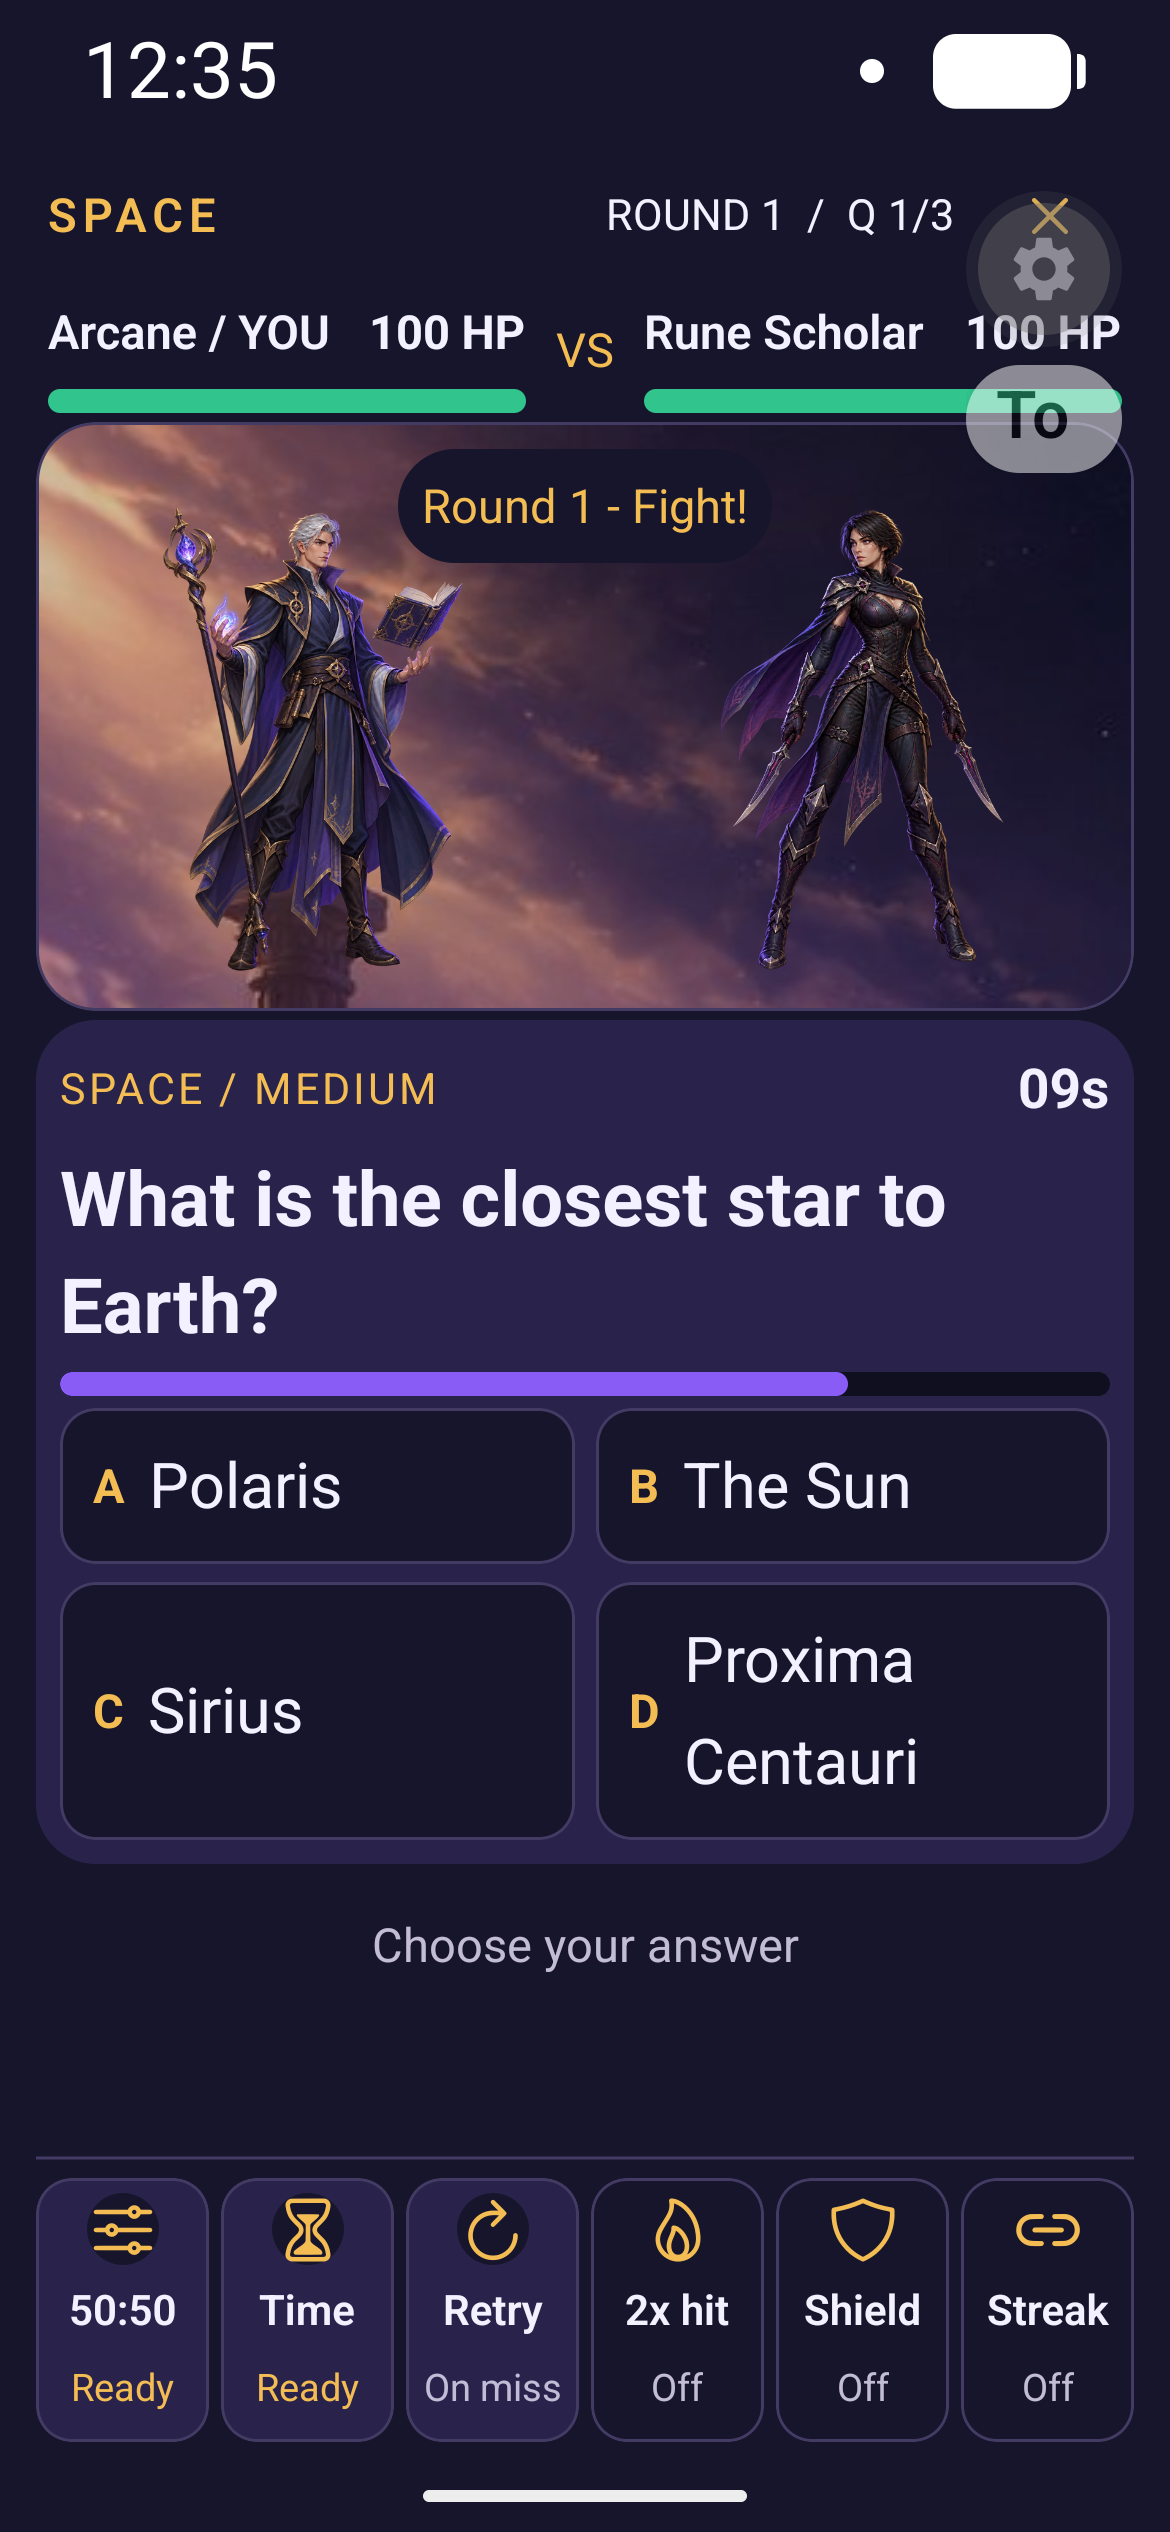 12:35
SPACE
ROUND 1 / Q 1/3
Arcane / YOU 100 HP
VS
Rune Scholar 100 HP
To
Round 1 - Fight!
SPACE / MEDIUM
09s
What is the closest star to
Earth?
A Polaris
B The Sun
C Sirius
D Proxima
Centauri
Choose your answer
50:50
Ready
Time
Ready
Retry
On miss
2x hit
Off
Shield
Off
Streak
Off